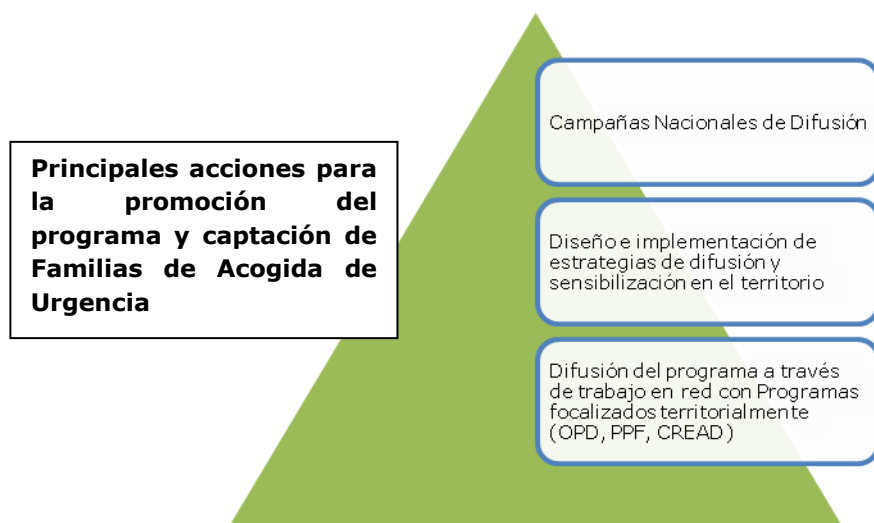 Principales acciones para
la promoción del
programa y captación de
Familias de Acogida de
Urgencia
Campañas Nacionales de Difusión
Diseño e implementación de
estrategias de difusión y
sensibilización en el territorio
Difusión del programa a través
de trabajo en red con Programas
focalizados territorialmente
(OPD, PPF, CREAD)